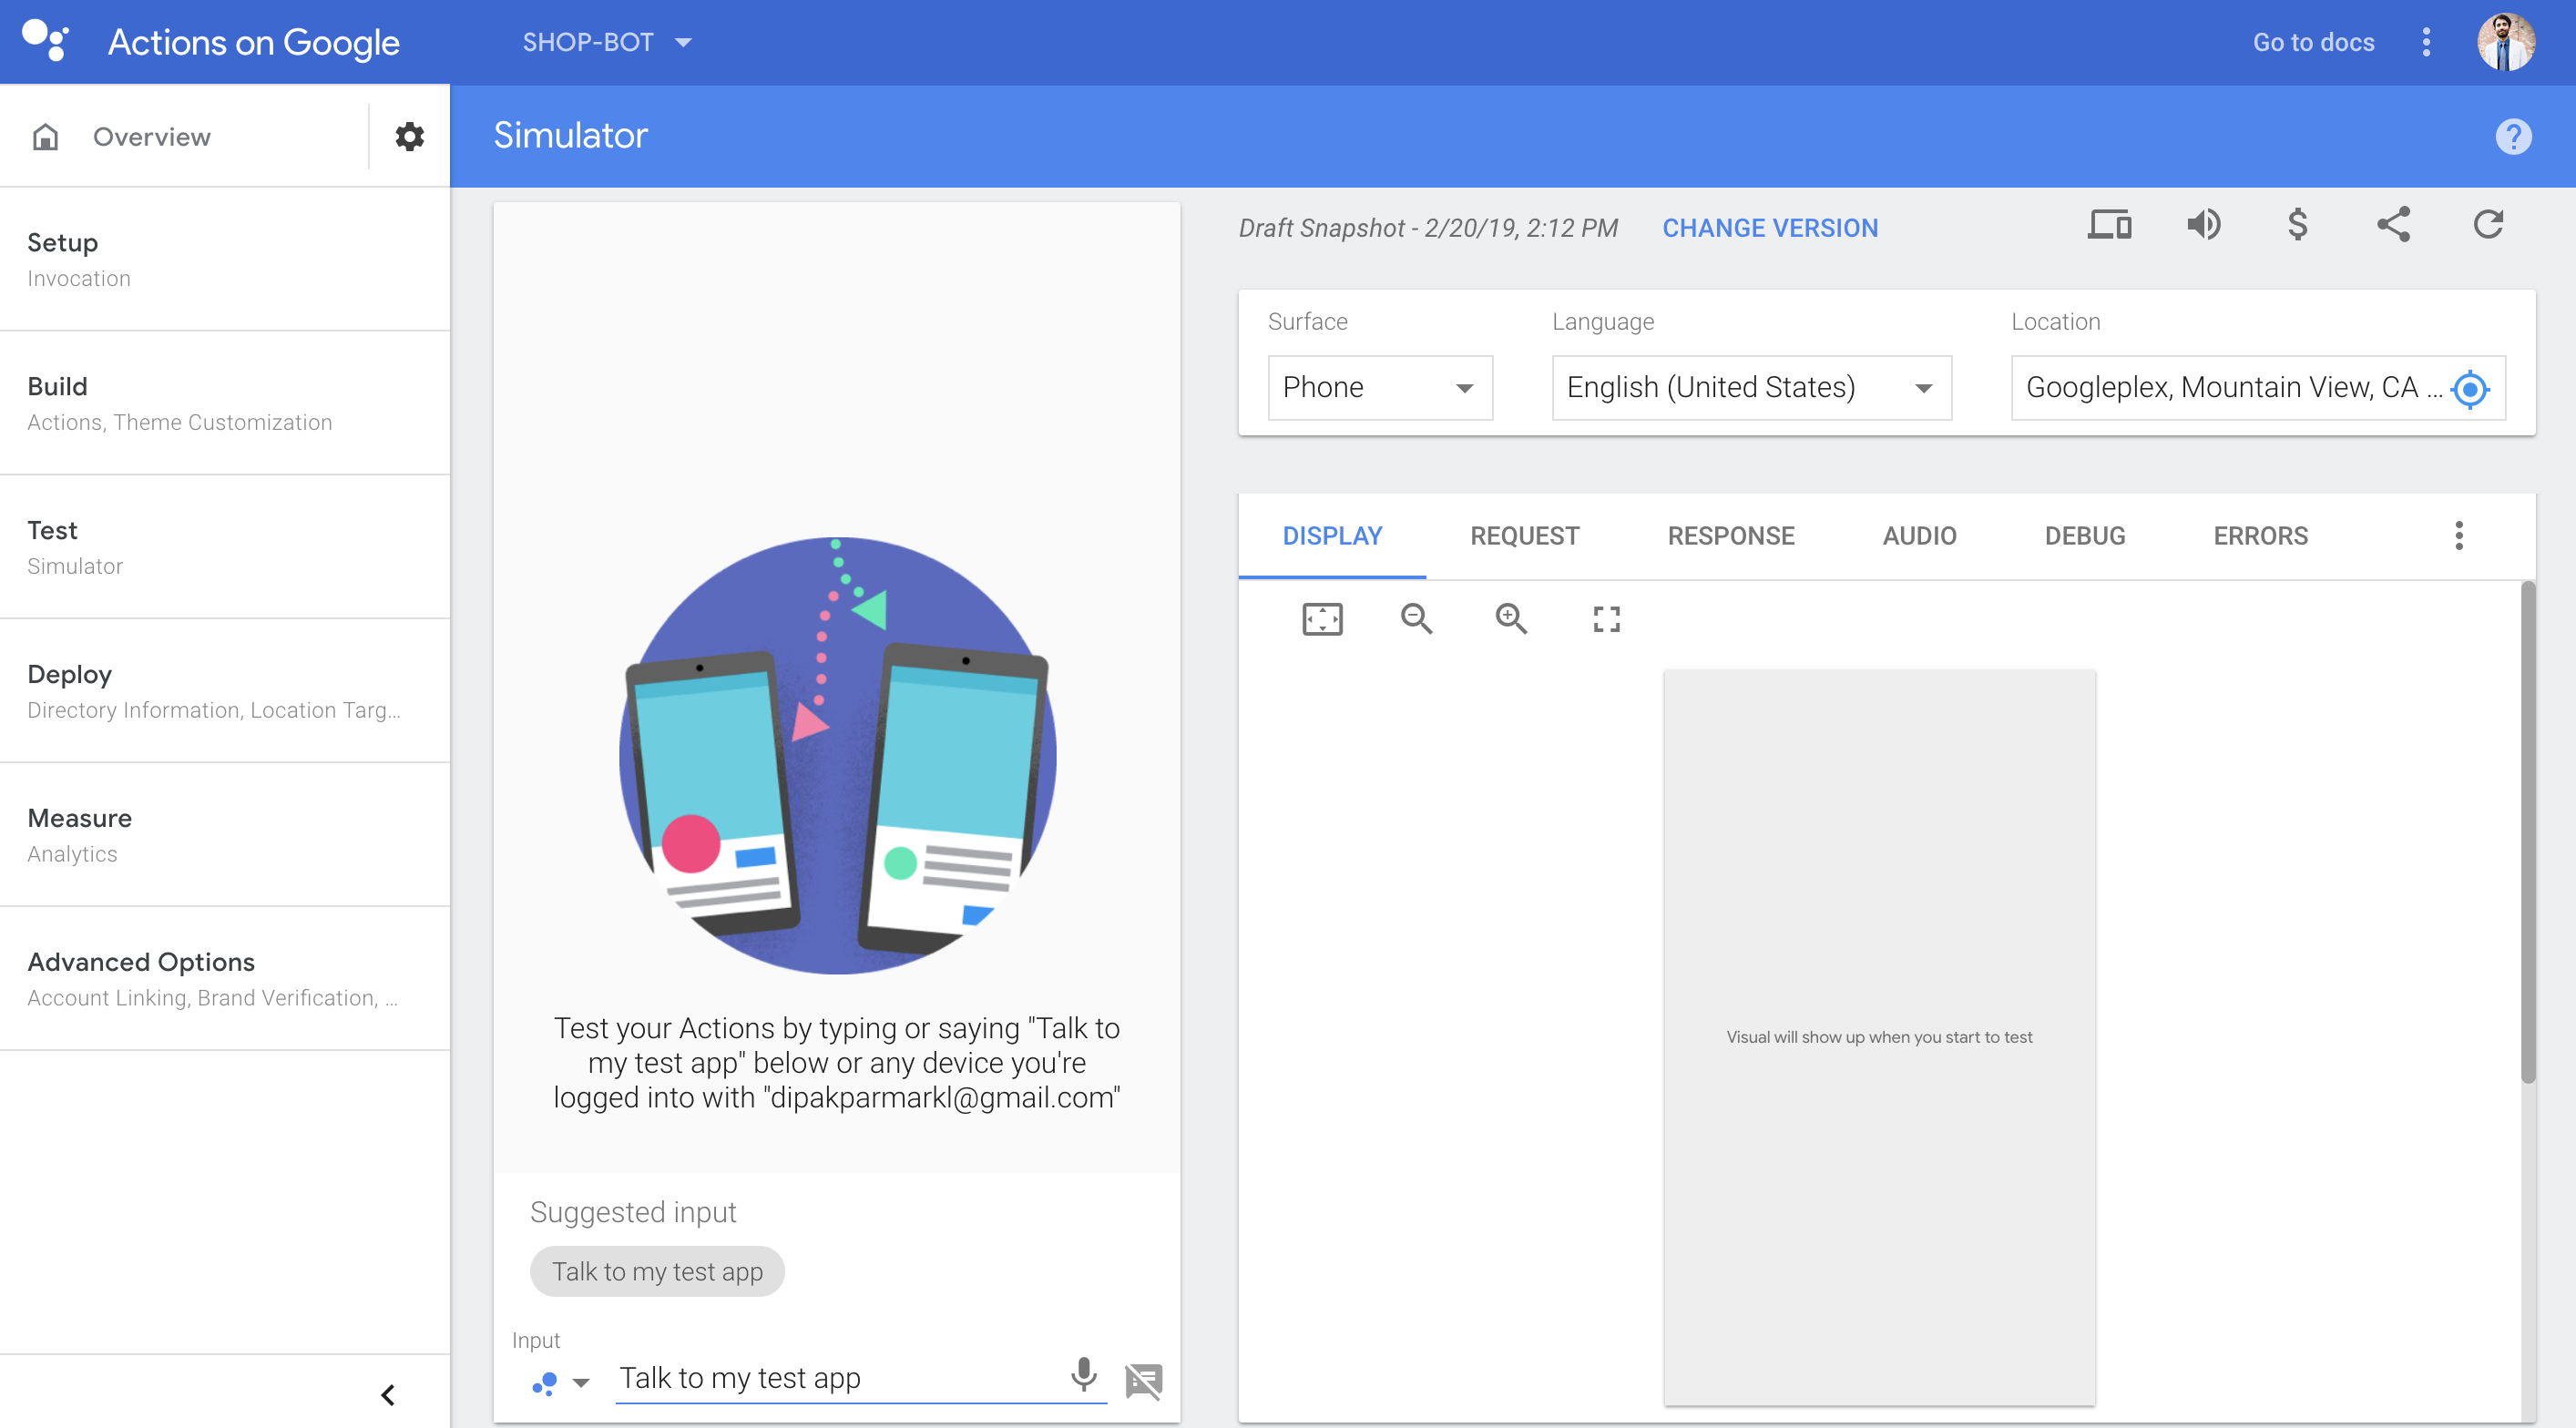 Actions on Google
SHOP-BOT
Go to docs
Overview
Simulator
Setup
Invocation
Build
Actions, Theme Customization
Test
Simulator
Deploy
Directory Information, Location Targ...
Measure
Analytics
Advanced Options
Account Linking, Brand Verification, ...
Test your Actions by typing or saying "Talk to
my test app" below or any device you're
logged into with "dipakparmarkl@gmail.com"
Suggested input
Talk to my test app
Input
Talk to my test app
Draft Snapshot - 2/20/19, 2:12 PM
CHANGE VERSION
Surface
Language
Location
Phone
English (United States)
Googleplex, Mountain View, CA ...
DISPLAY
REQUEST
RESPONSE
AUDIO
DEBUG
ERRORS
Visual will show up when you start to test